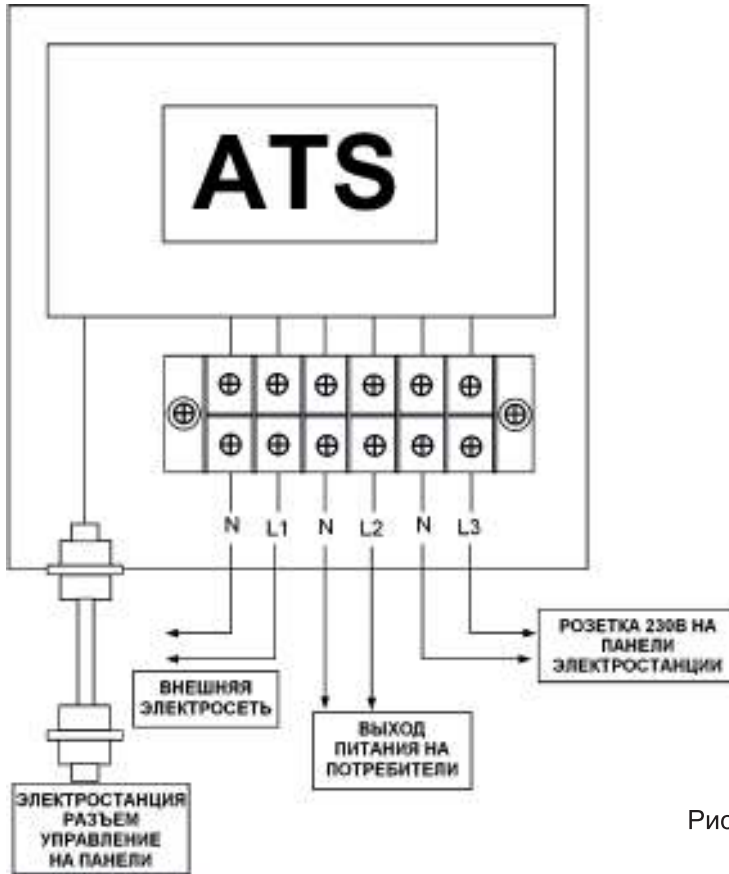 ATS
N L1 N L2 N L3
РОЗЕТКА 230В НА
ПАНЕЛИ
ЭЛЕКТРОСТАНЦИИ
ВНЕШНЯЯ
ЭЛЕКТРОСЕТЬ
ВЫХОД
ПИТАНИЯ НА
ПОТРЕБИТЕЛИ
ЭЛЕКТРОСТАНЦИЯ
РАЗЪЕМ
УПРАВЛЕНИЕ
НА ПАНЕЛИ
Рис